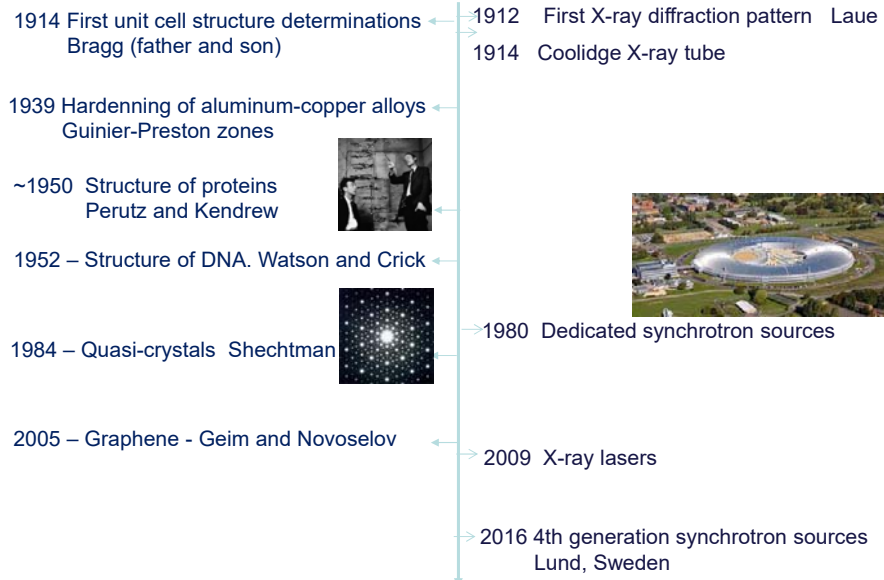 1914 First unit cell structure determinations
Bragg (father and son)
1939 Hardenning of aluminum-copper alloys
Guinier-Preston zones
~1950 Structure of proteins
Perutz and Kendrew
1952 – Structure of DNA. Watson and Crick
1984 – Quasi-crystals Shechtman
2005 – Graphene - Geim and Novoselov
1912 First X-ray diffraction pattern Laue
1914 Coolidge X-ray tube
1980 Dedicated synchrotron sources
2009 X-ray lasers
2016 4th generation synchrotron sources
Lund, Sweden